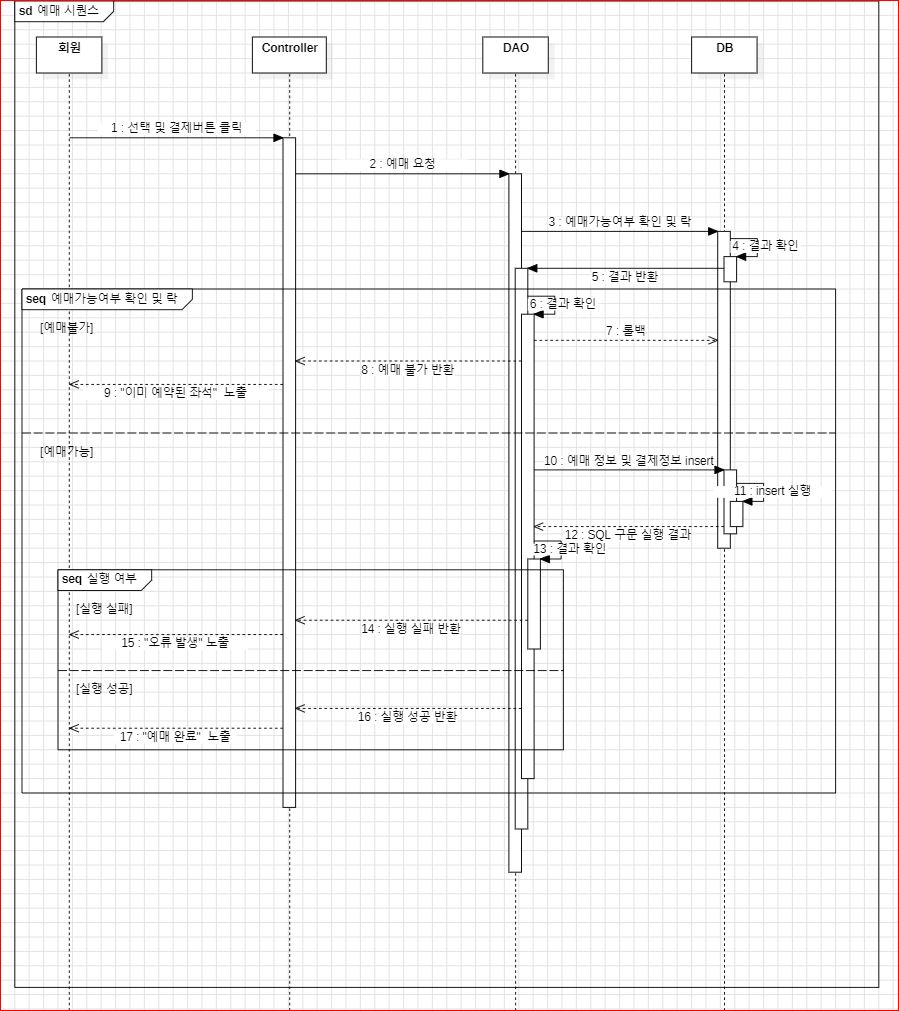 sd 예매 시퀀스
회원
Controller
DAO
DB
1 : 선택 및 결제버튼 클릭
2 : 예매 요청
3 : 예매가능여부 확인 및 락
4 : 결과 확인
5 : 결과 반환
seq 예매가능여부 확인 및 락
6 : 결과 확인
[예매불가]
7 : 롤백
8 : 예매 불가 반환
9 : "이미 예약된 좌석" 노출
[예매가능]
10 : 예매 정보 및 결제정보 insert
11 : insert 실행
12 : SQL 구문 실행 결과
13 : 결과 확인
seq 실행 여부
[실행 실패]
14 : 실행 실패 반환
15 : "오류 발생" 노출
[실행 성공]
16 : 실행 성공 반환
17 : "예매 완료" 노출